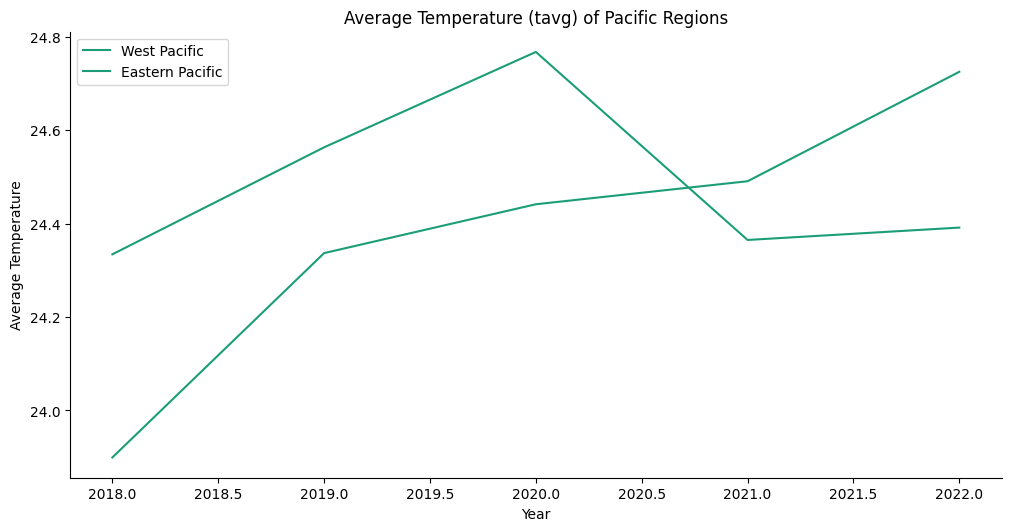 Average Temperature (tavg) of Pacific Regions
West Pacific
Eastern Pacific
Average Temperature
24.8
24.6
24.4
24.2
24.0
2018.0 2018.5 2019.0 2019.5 2020.0 2020.5 2021.0 2021.5 2022.0
Year